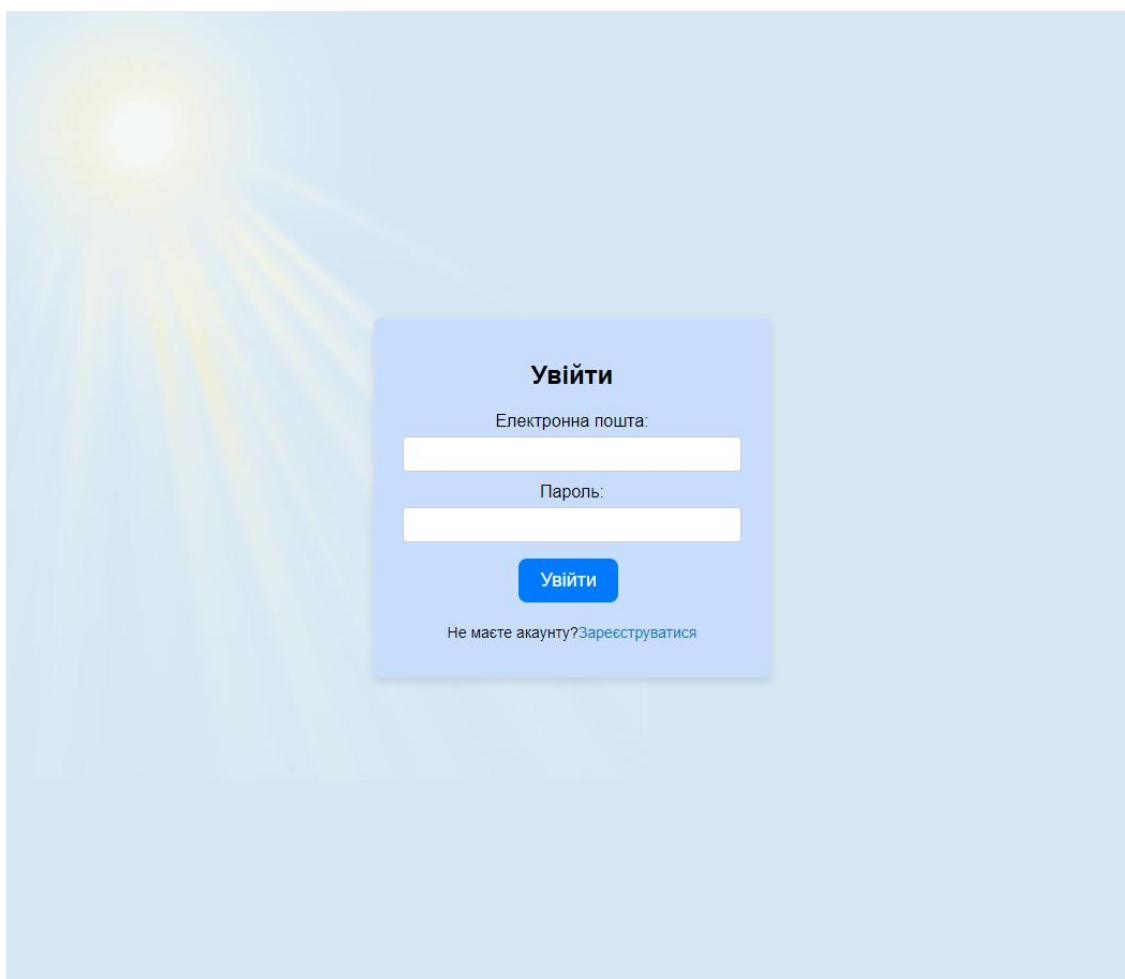 Увійти
Електронна пошта:
Пароль:
Увійти
Не маєте акаунту?Зареєструватися